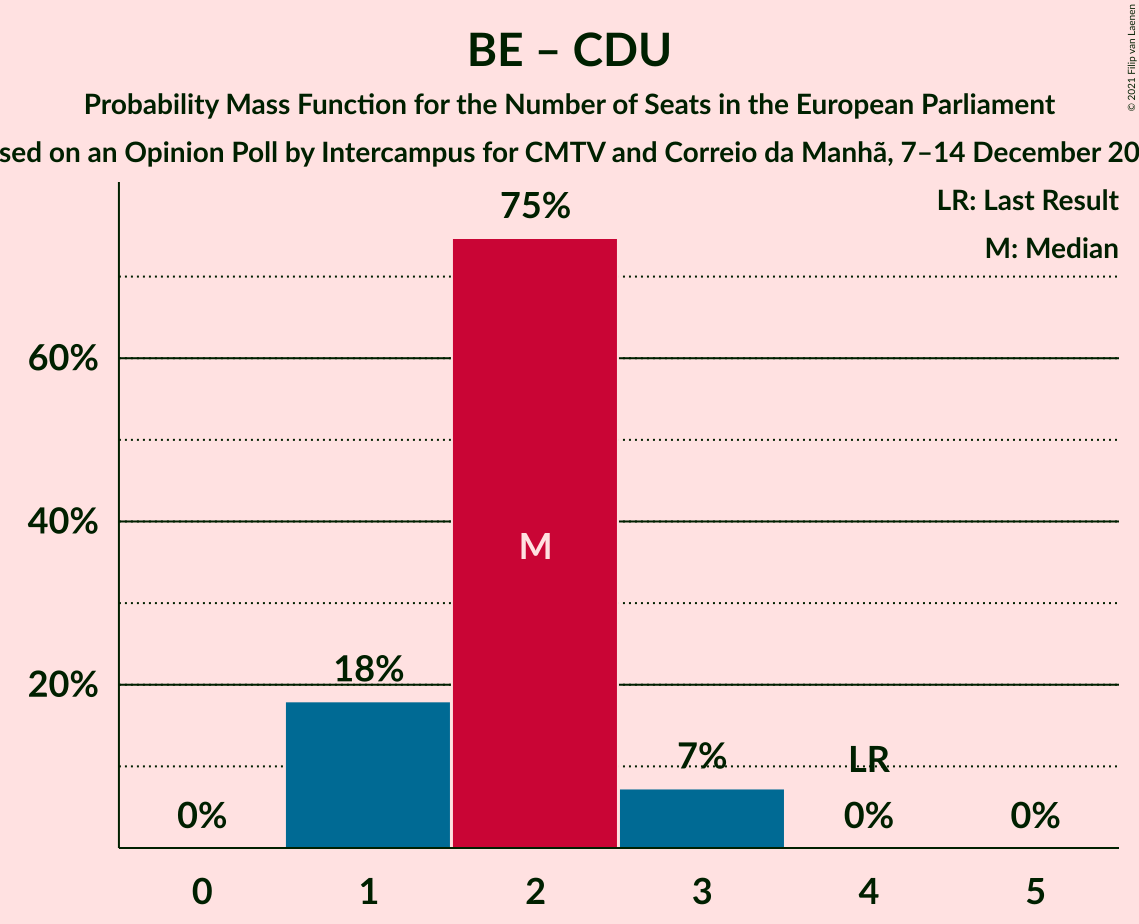 BE – CDU
Probability Mass Function for the Number of Seats in the European Parliament
sed on an Opinion Poll by Intercampus for CMTV and Correio da Manhã, 7–14 December 20
© 2021 Filip van Laenen
LR: Last Result
M: Median
75%
60%
40%
M
20%
18%
7%
LR
0%
0%
0%
0 1 2 3 4 5